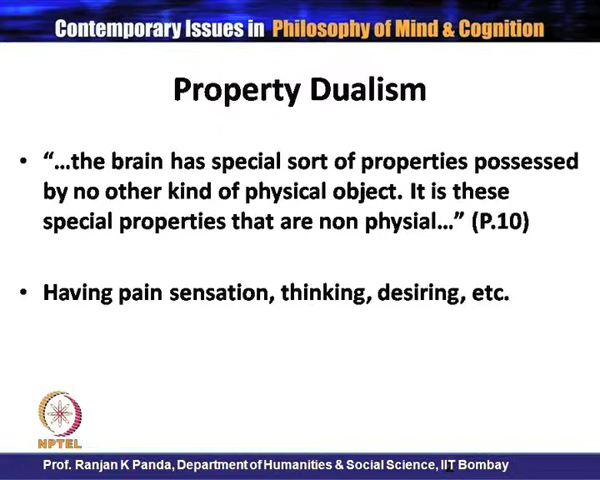 Contemporary Issues in Philosophy of Mind & Cognition
Property Dualism
• “…the brain has special sort of properties possessed
by no other kind of physical object. It is these
special properties that are non physial…” (P.10)
• Having pain sensation, thinking, desiring, etc.
NPTEL
Prof. Ranjan K Panda, Department of Humanities & Social Science, IIT Bombay